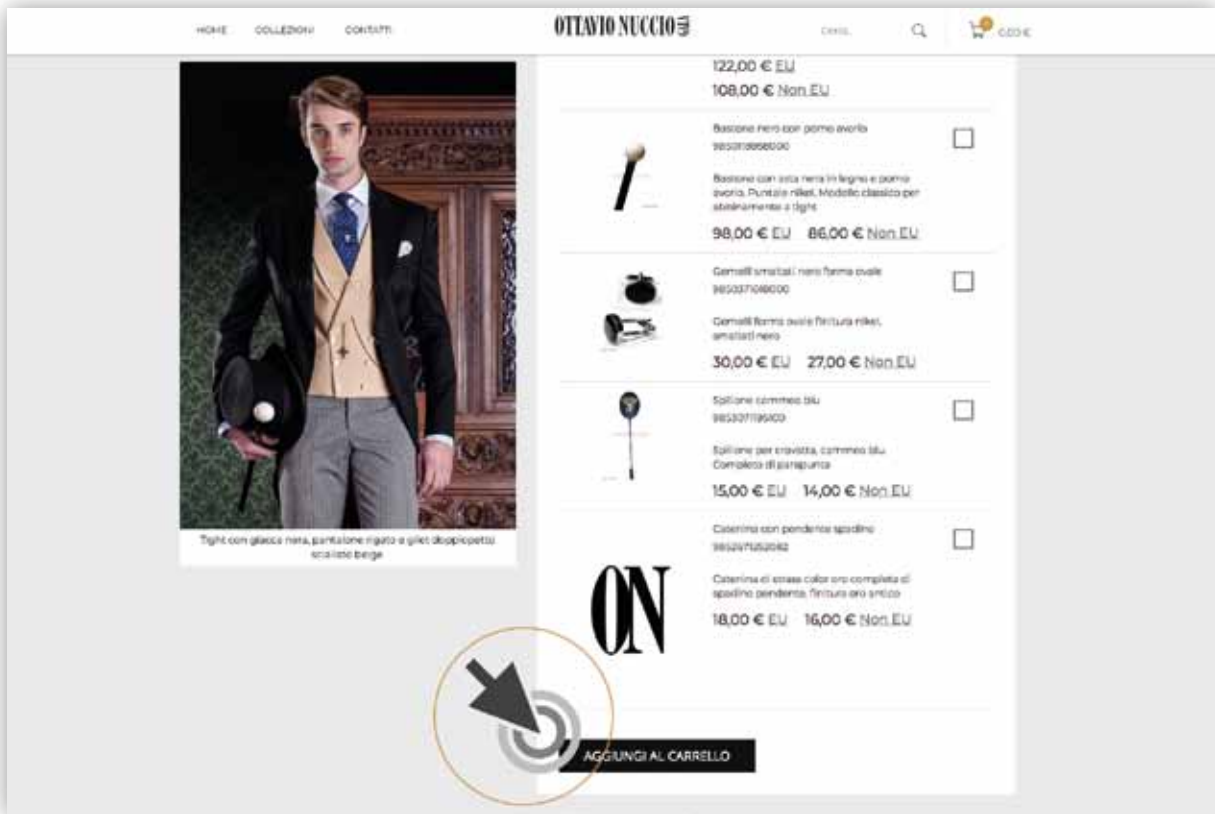 HOME COLLEZIONI CONTATTI
OTTAVIO NUCCIO GALA
0,00 €
122,00 € EU
108,00 € Non EU
Bastone nero con pomo avorio
Bastone con asta nera in legno e pomo
avorio. Puntale nikel. Modello classico per
abbinamento a tight
98,00 € EU 86,00 € Non EU
Gemelli smaltati nero forma ovale
Gemelli forma ovale finitura nikel,
smaltati nero
30,00 € EU 27,00 € Non EU
Spillone cammeo blu
Spillone per cravatta, cammeo blu.
Completo di parapunta
15,00 € EU 14,00 € Non EU
Catenina con pendente spadino
Catenina di strass color oro completa di
spadino pendente, finitura oro antico
18,00 € EU 16,00 € Non EU
ON
Tight con giacca nera, pantalone rigato e gilet doppiopetto
scialato beige
AGGIUNGI AL CARRELLO